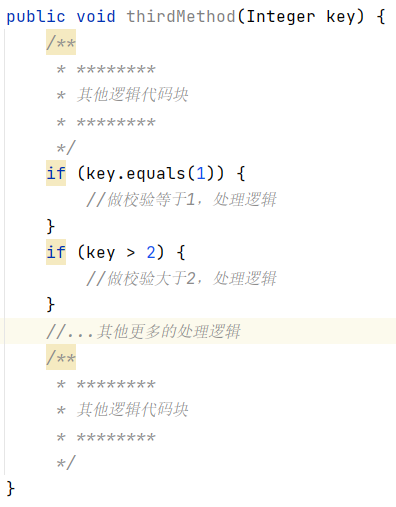 public void thirdMethod(Integer key) {
/**
* ********
* 其他逻辑代码块
* ********
*/
if (key.equals(1)) {
//做校验等于1，处理逻辑
}
if (key > 2) {
//做校验大于2，处理逻辑
}
//...其他更多的处理逻辑
/**
* ********
* 其他逻辑代码块
* ********
*/
}